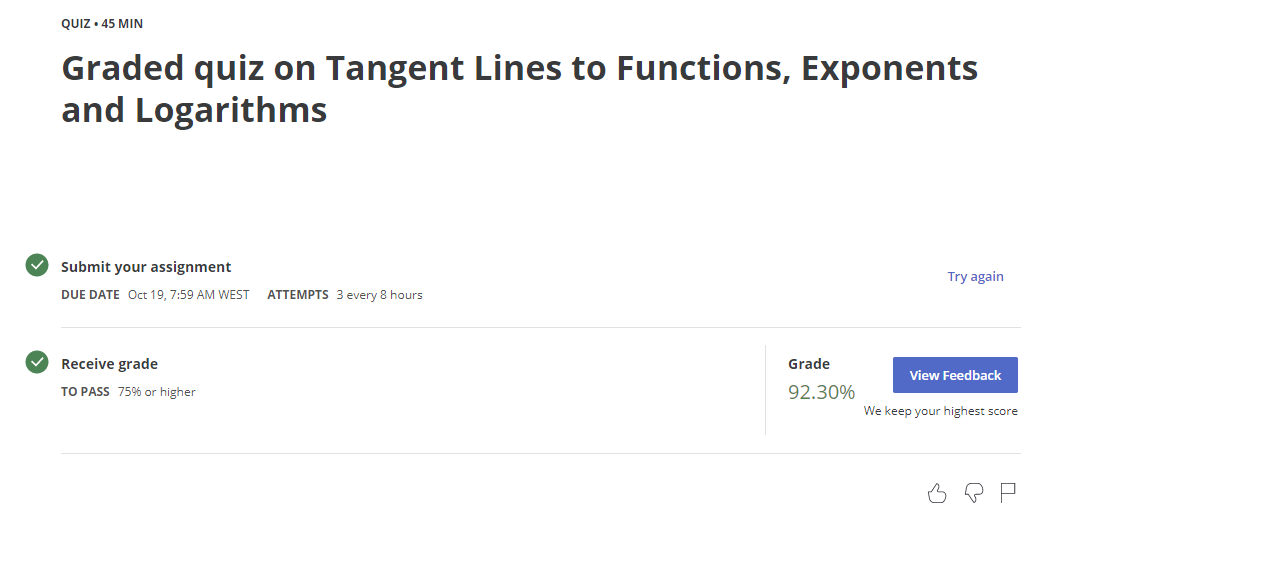 QUIZ • 45 MIN
Graded quiz on Tangent Lines to Functions, Exponents
and Logarithms
Submit your assignment
DUE DATE Oct 19, 7:59 AM WEST ATTEMPTS 3 every 8 hours
Try again
Receive grade
TO PASS 75% or higher
Grade
92.30%
View Feedback
We keep your highest score